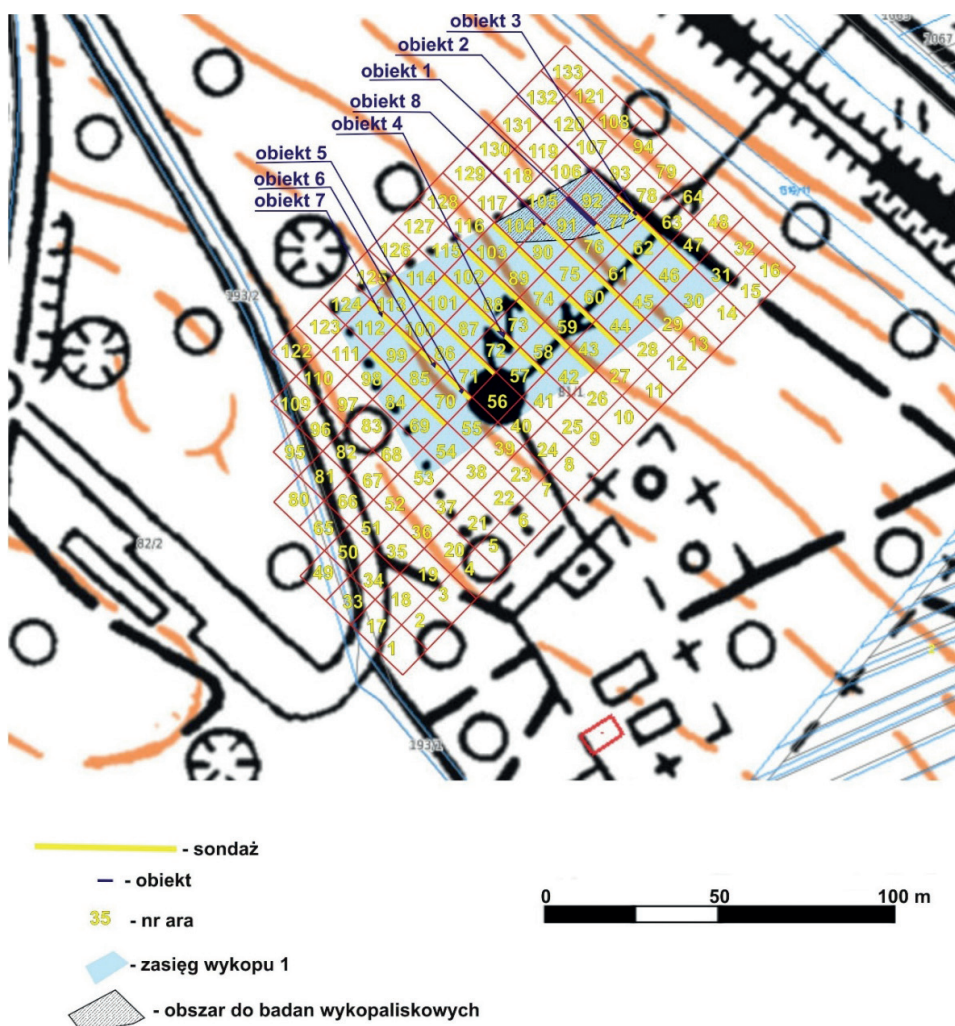 obiekt 3
obiekt 2
obiekt 1
obiekt 8
obiekt 4
obiekt 5
obiekt 6
obiekt 7
1067
122 123 124 125 126 127 128 129 130 131 132 133
109 110 111 112 113 114 115 116 117 118 119 120 121
95 96 97 98 99 100 101 102 103 104 105 106 107 108
80 81 82 83 84 85 86 87 88 89 90 91 92 93 94
65 66 67 68 69 70 71 72 73 74 75 76 77 78 79
49 50 51 52 53 54 55 56 57 58 59 60 61 62 63 64
33 34 35 36 37 38 39 40 41 42 43 44 45 46 47 48
17 18 19 20 21 22 23 24 25 26 27 28 29 30 31 32
1 2 3 4 5 6 7 8 9 10 11 12 13 14 15 16
193/2
81/1
82/2
193/1
- sondaż
- obiekt
35 - nr ara
- zasięg wykopu 1
- obszar do badan wykopaliskowych
0 50 100 m